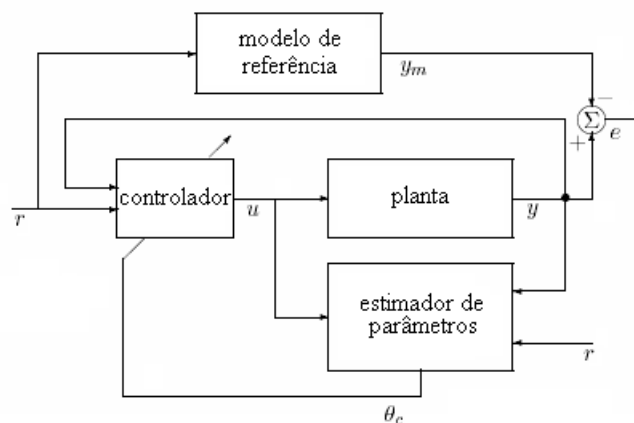 modelo de
referência
y_m
−
Σ
+
e
r
controlador
u
planta
y
estimador de
parâmetros
r
θ_c